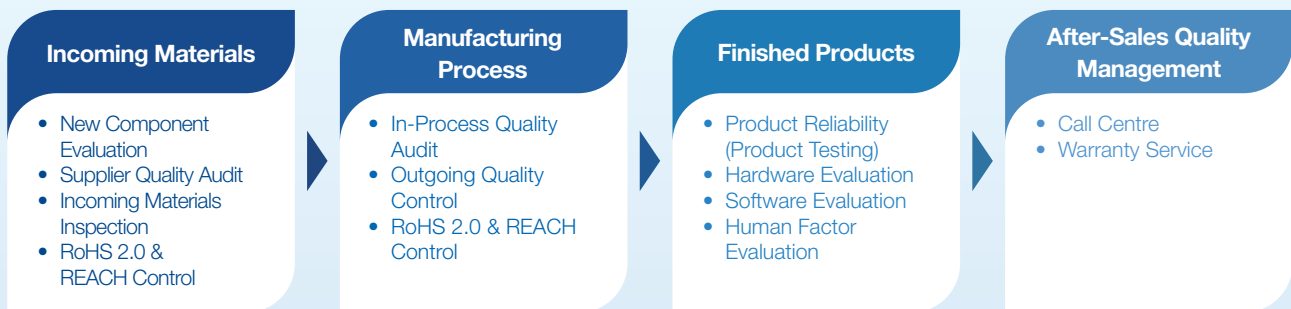 Incoming Materials
• New Component
Evaluation
• Supplier Quality Audit
• Incoming Materials
Inspection
• RoHS 2.0 &
REACH Control
Manufacturing
Process
• In-Process Quality
Audit
• Outgoing Quality
Control
• RoHS 2.0 & REACH
Control
Finished Products
• Product Reliability
(Product Testing)
• Hardware Evaluation
• Software Evaluation
• Human Factor
Evaluation
After-Sales Quality
Management
• Call Centre
• Warranty Service